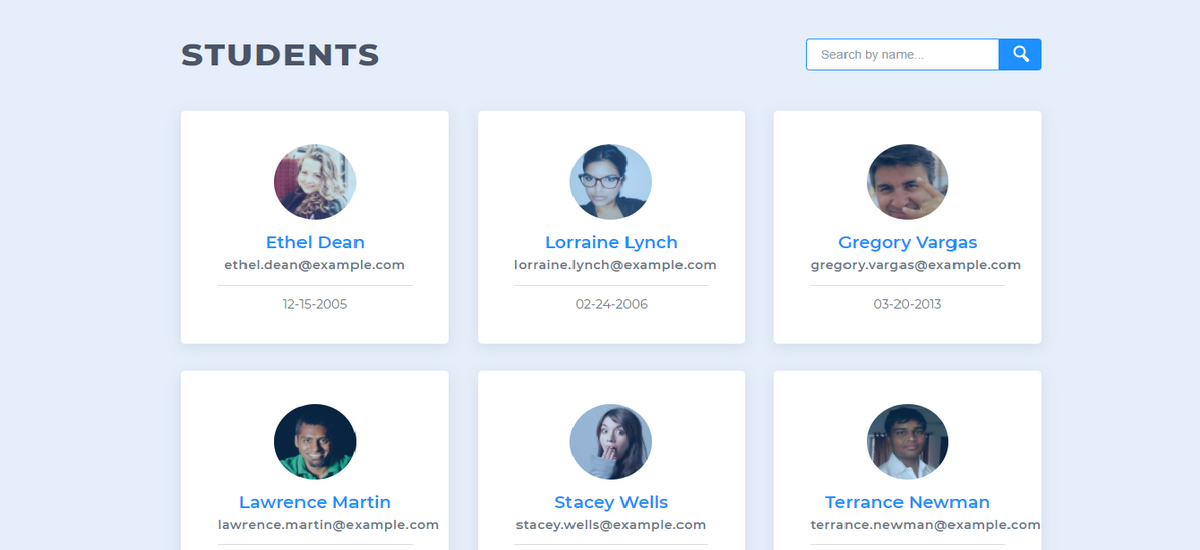 STUDENTS
Search by name...
Ethel Dean
ethel.dean@example.com
12-15-2005
Lorraine Lynch
lorraine.lynch@example.com
02-24-2006
Gregory Vargas
gregory.vargas@example.com
03-20-2013
Lawrence Martin
lawrence.martin@example.com
Stacey Wells
stacey.wells@example.com
Terrance Newman
terrance.newman@example.com